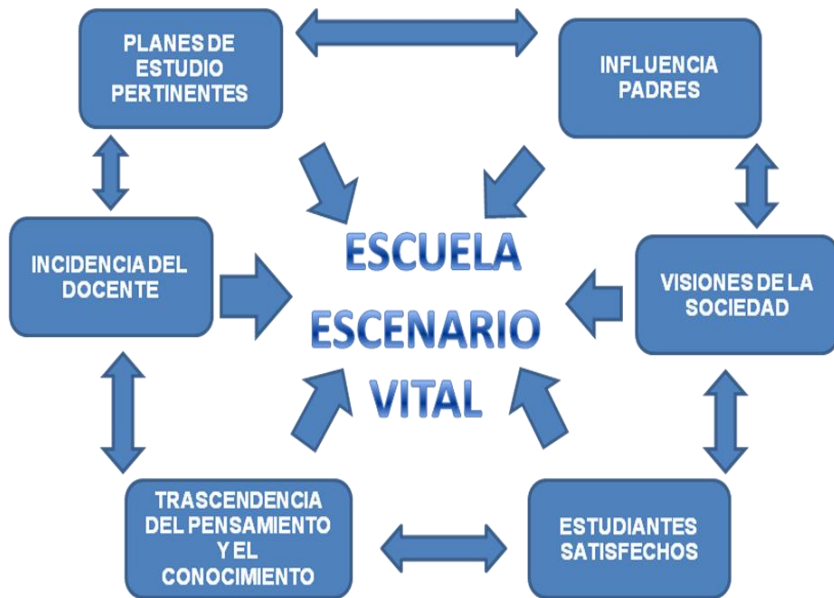 PLANES DE
ESTUDIO
PERTINENTES
INFLUENCIA
PADRES
INCIDENCIA DEL
DOCENTE
ESCUELA
ESCENARIO
VITAL
VISIONES DE LA
SOCIEDAD
TRASCENDENCIA
DEL PENSAMIENTO
Y EL
CONOCIMIENTO
ESTUDIANTES
SATISFECHOS